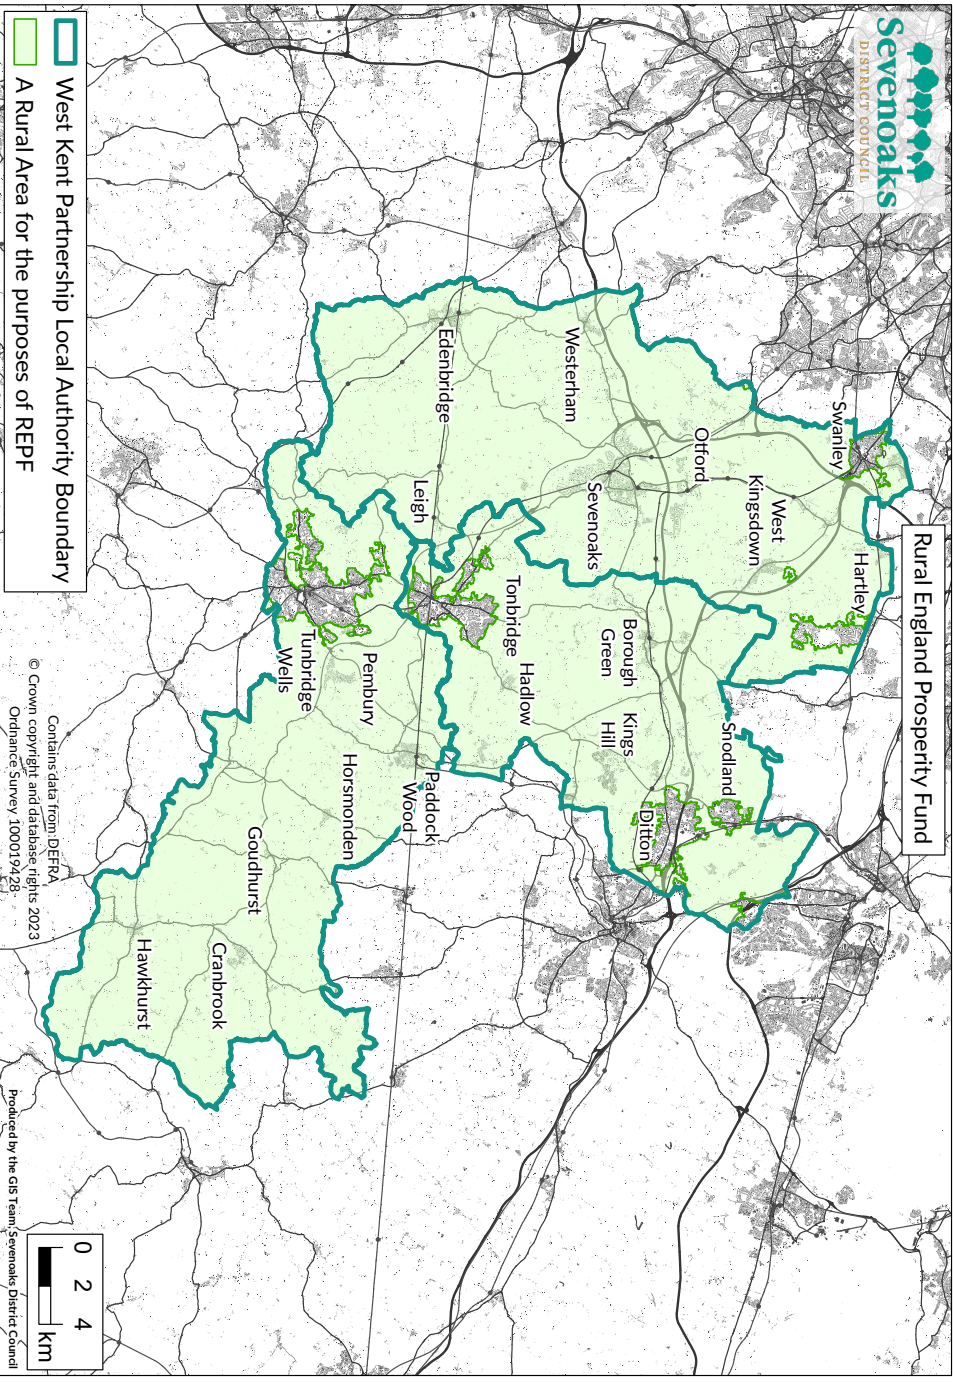 Sevenoaks
DISTRICT COUNCIL
Rural England Prosperity Fund
Swanley
Hartley
West
Kingsdown
Otford
Snodland
Westerham
Sevenoaks
Borough
Green
Kings
Hill
Ditton
Tonbridge
Hadlow
Edenbridge
Leigh
Paddock
Wood
Pembury
Horsmonden
Tunbridge
Wells
Goudhurst
Cranbrook
Hawkhurst
West Kent Partnership Local Authority Boundary
A Rural Area for the purposes of REPF
Contains data from: DEFRA
© Crown copyright and database rights 2023
Ordnance Survey 100019428
0 2 4
km
Produced by the GIS Team, Sevenoaks District Council